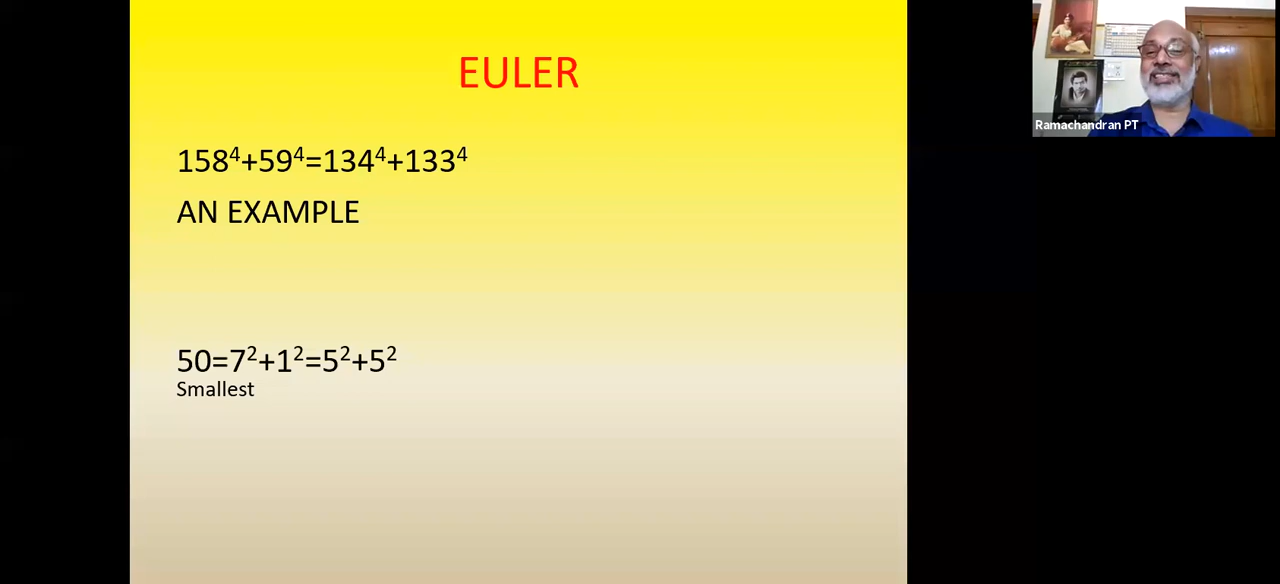 EULER
158⁴+59⁴=134⁴+133⁴
AN EXAMPLE
50=7²+1²=5²+5²
Smallest
Ramachandran PT